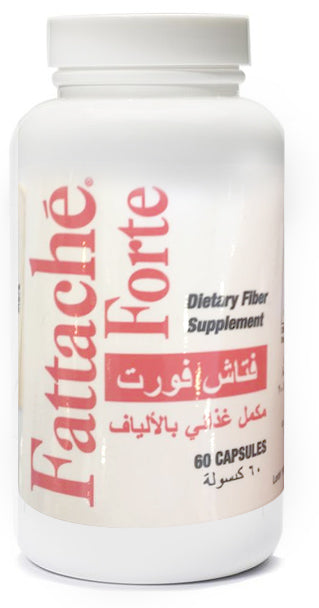 Fattaché®
Forte
Dietary Fiber
Supplement
فتاش فورت
مكمل غذائي بالألياف
60 CAPSULES
٦٠ كبسولة